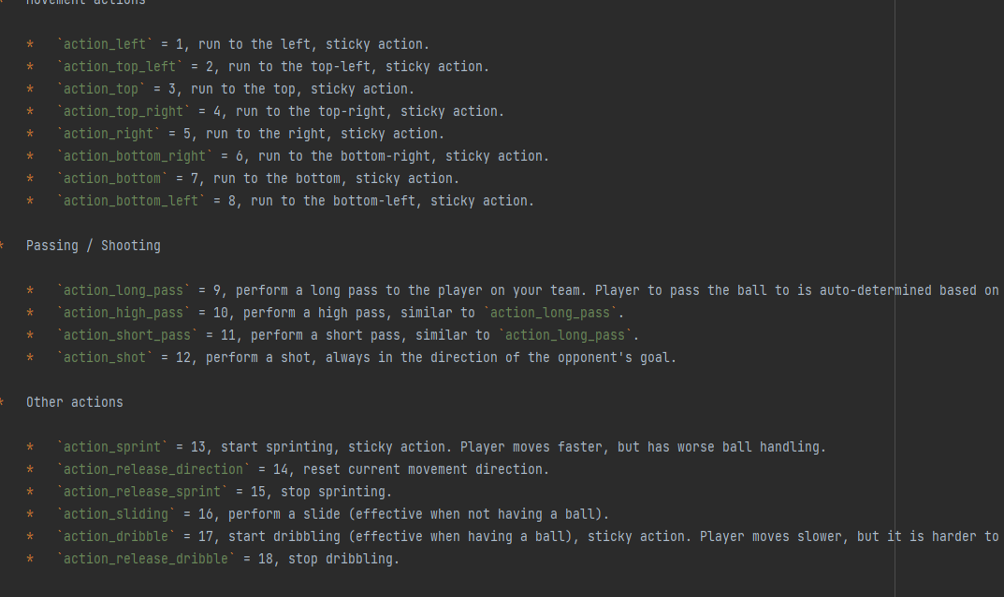 * Movement actions
* `action_left` = 1, run to the left, sticky action.
* `action_top_left` = 2, run to the top-left, sticky action.
* `action_top` = 3, run to the top, sticky action.
* `action_top_right` = 4, run to the top-right, sticky action.
* `action_right` = 5, run to the right, sticky action.
* `action_bottom_right` = 6, run to the bottom-right, sticky action.
* `action_bottom` = 7, run to the bottom, sticky action.
* `action_bottom_left` = 8, run to the bottom-left, sticky action.
* Passing / Shooting
* `action_long_pass` = 9, perform a long pass to the player on your team. Player to pass the ball to is auto-determined based on
* `action_high_pass` = 10, perform a high pass, similar to `action_long_pass`.
* `action_short_pass` = 11, perform a short pass, similar to `action_long_pass`.
* `action_shot` = 12, perform a shot, always in the direction of the opponent's goal.
* Other actions
* `action_sprint` = 13, start sprinting, sticky action. Player moves faster, but has worse ball handling.
* `action_release_direction` = 14, reset current movement direction.
* `action_release_sprint` = 15, stop sprinting.
* `action_sliding` = 16, perform a slide (effective when not having a ball).
* `action_dribble` = 17, start dribbling (effective when having a ball), sticky action. Player moves slower, but it is harder to
* `action_release_dribble` = 18, stop dribbling.